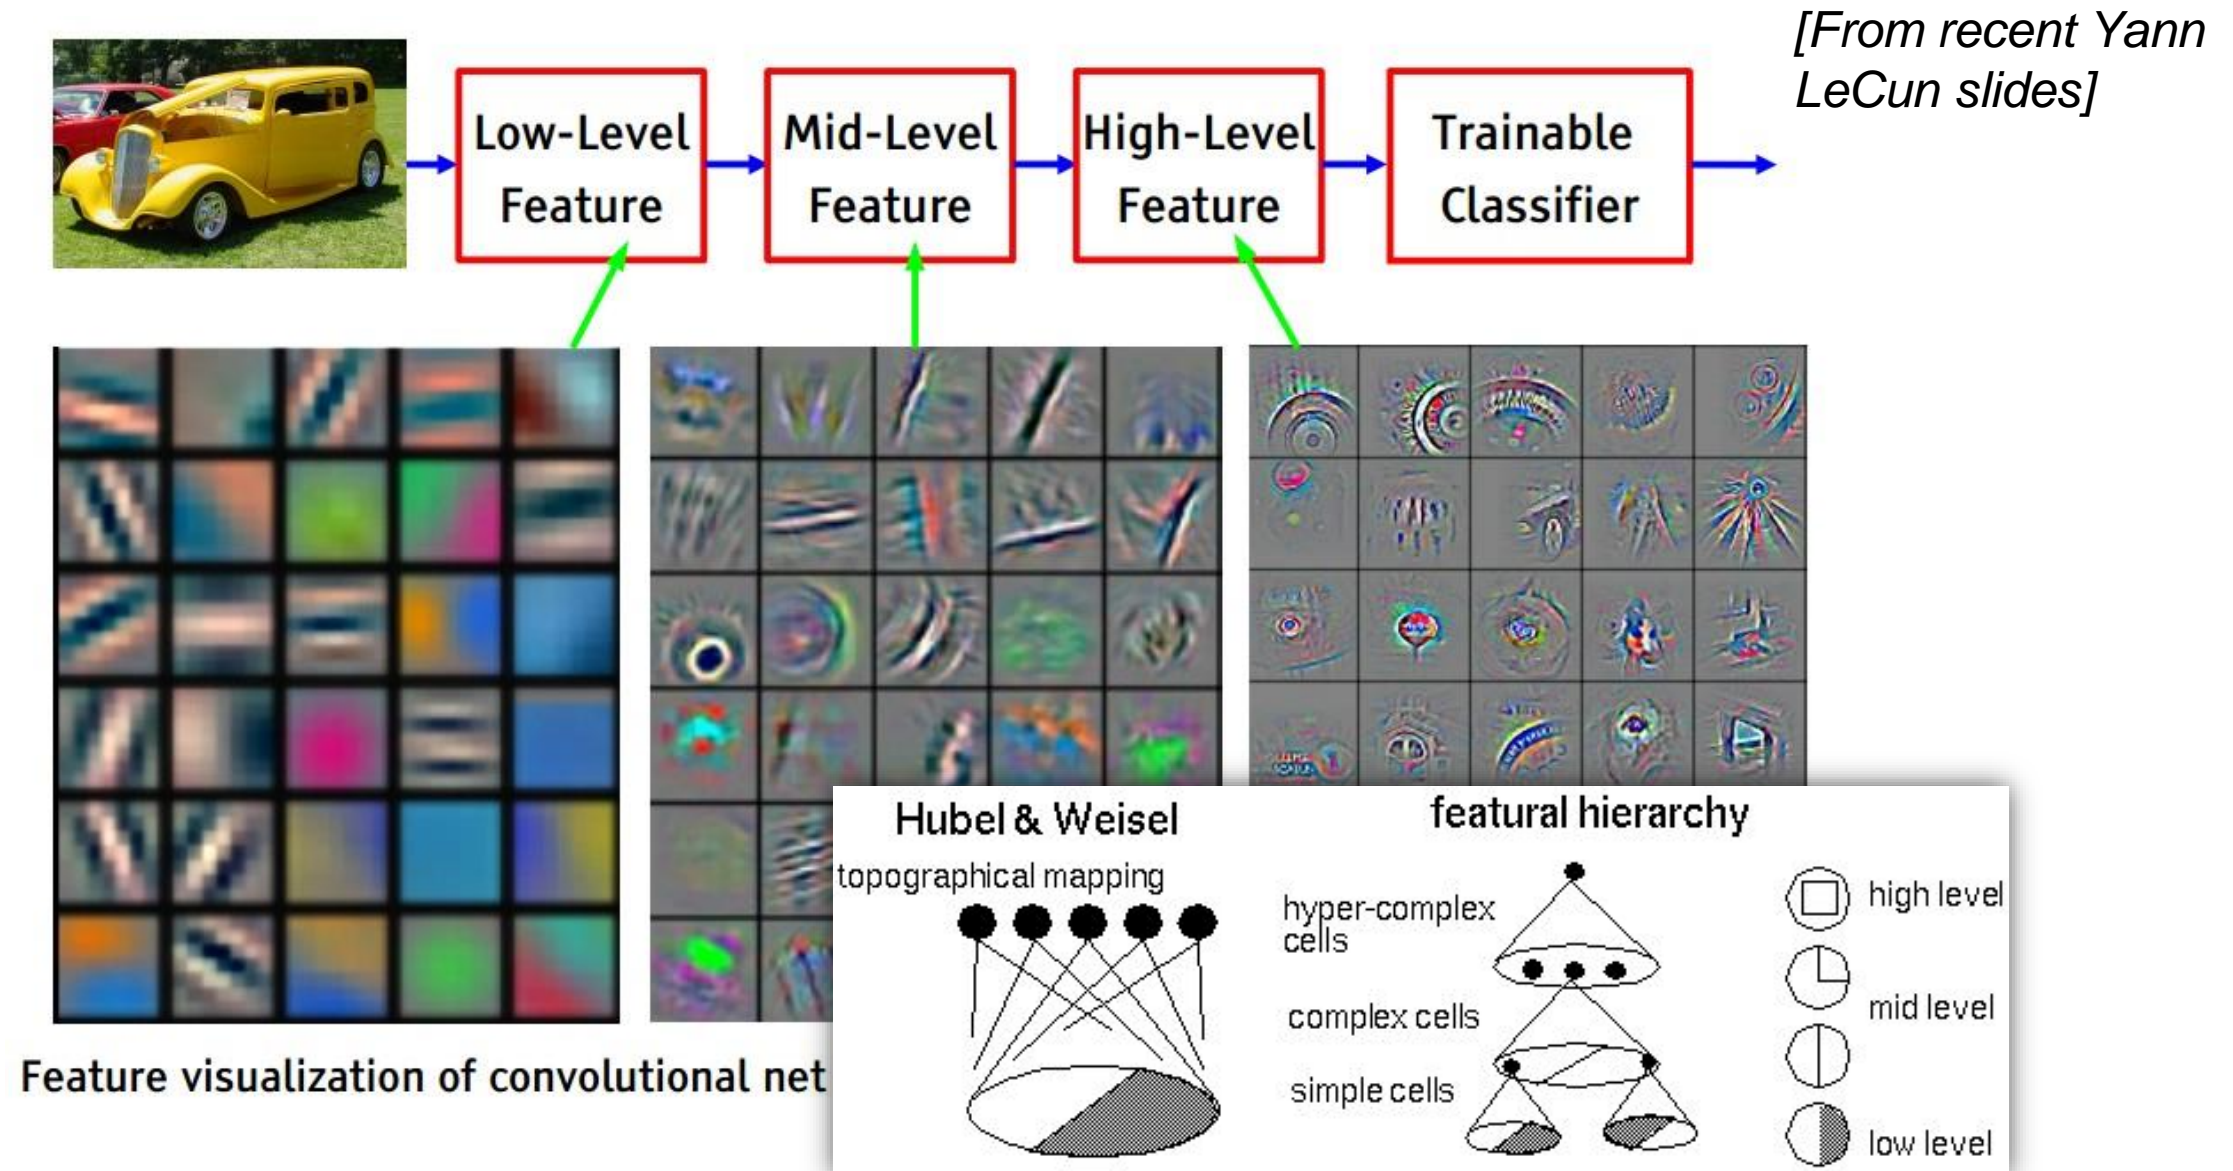 [From recent Yann
LeCun slides]
Low-Level
Feature
Mid-Level
Feature
High-Level
Feature
Trainable
Classifier
Feature visualization of convolutional net
Hubel & Weisel
topographical mapping
featural hierarchy
hyper-complex
cells
complex cells
simple cells
high level
mid level
low level